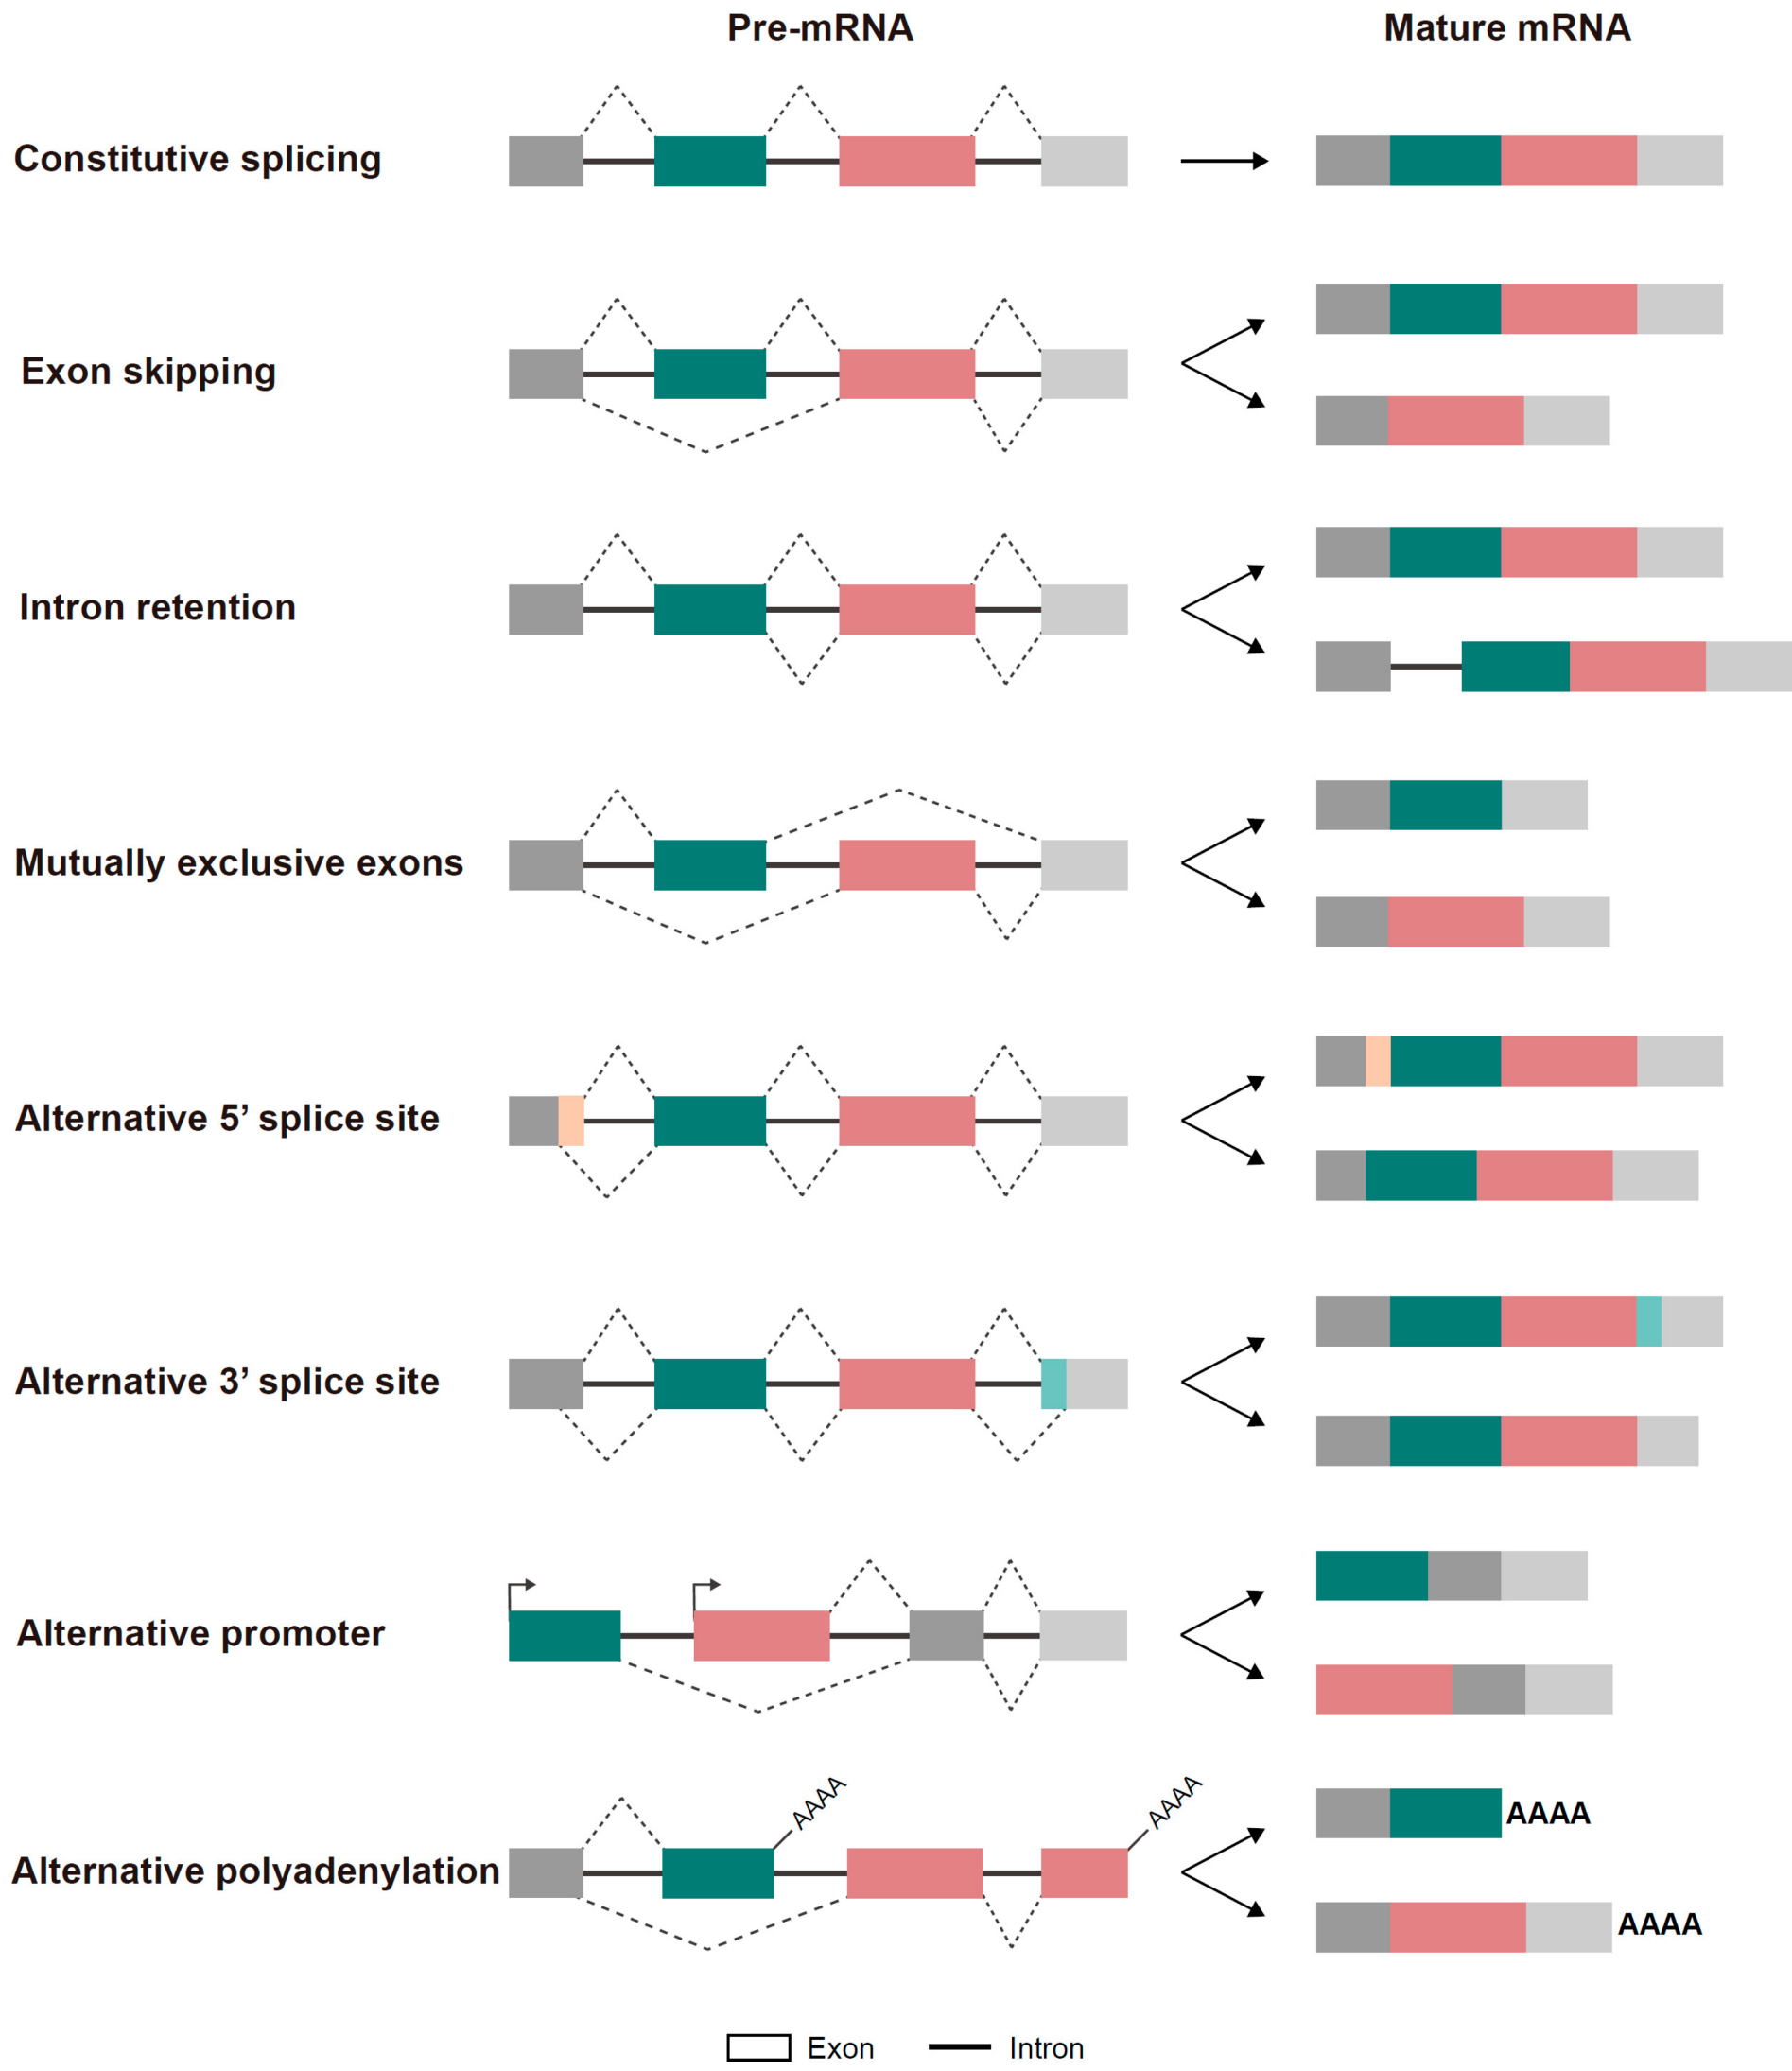 Pre-mRNA Mature mRNA
Constitutive splicing
Exon skipping
Intron retention
Mutually exclusive exons
Alternative 5’ splice site
Alternative 3’ splice site
Alternative promoter
AAAA AAAA
AAAA
Alternative polyadenylation
AAAA
Exon Intron